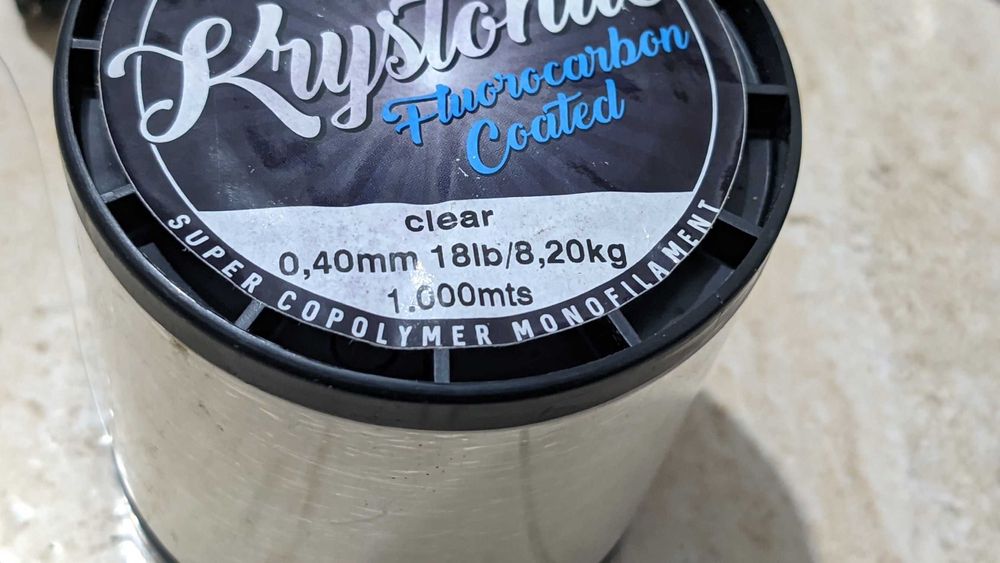 Fluorocarbon
Coated
clear
0,40mm 18lb/8,20kg
1.000mts
SUPER COPOLYMER MONOFILAMENT